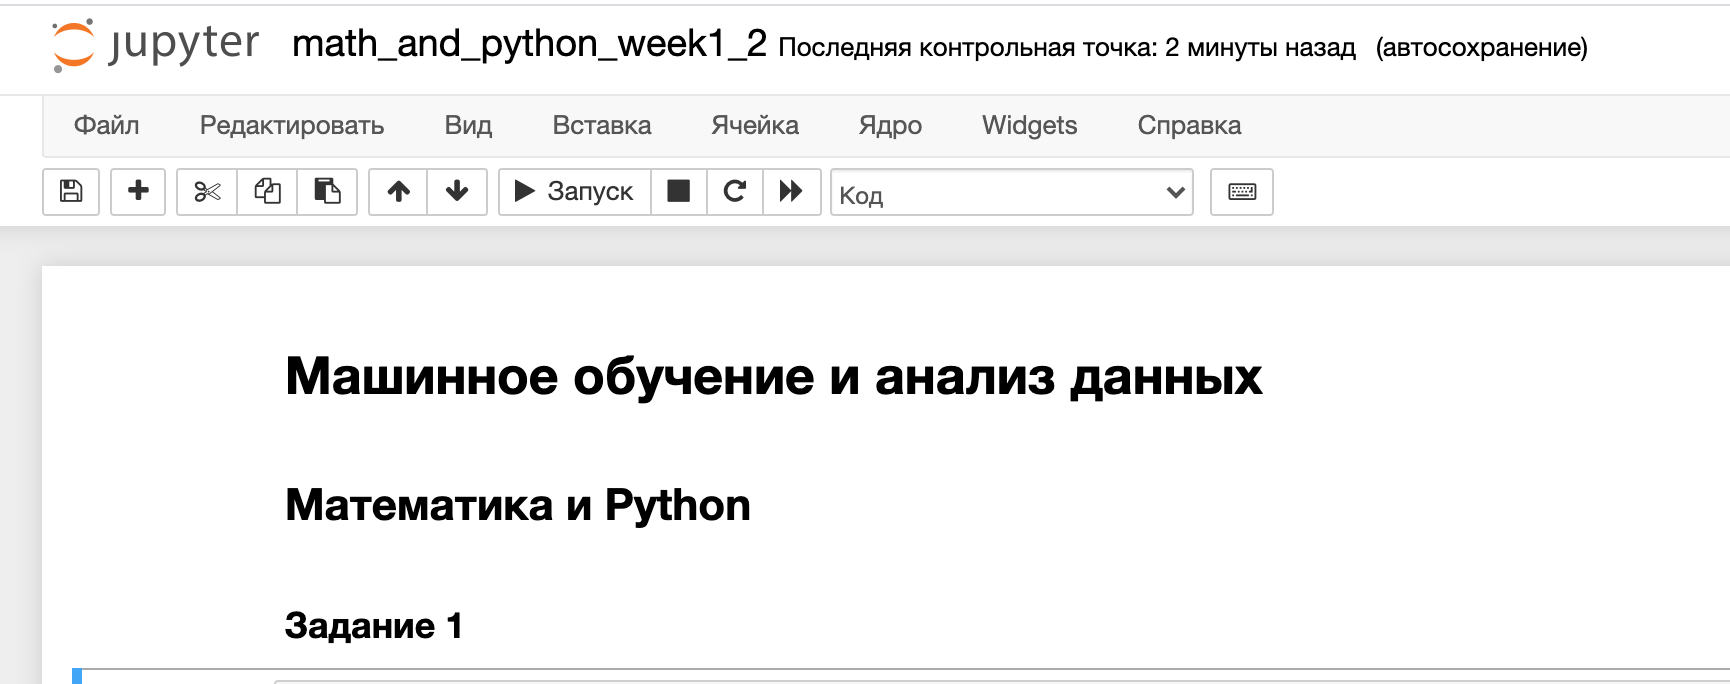 jupyter math_and_python_week1_2 Последняя контрольная точка: 2 минуты назад (автосохранение)
Файл Редактировать Вид Вставка Ячейка Ядро Widgets Справка
Запуск Код
Машинное обучение и анализ данных
Математика и Python
Задание 1